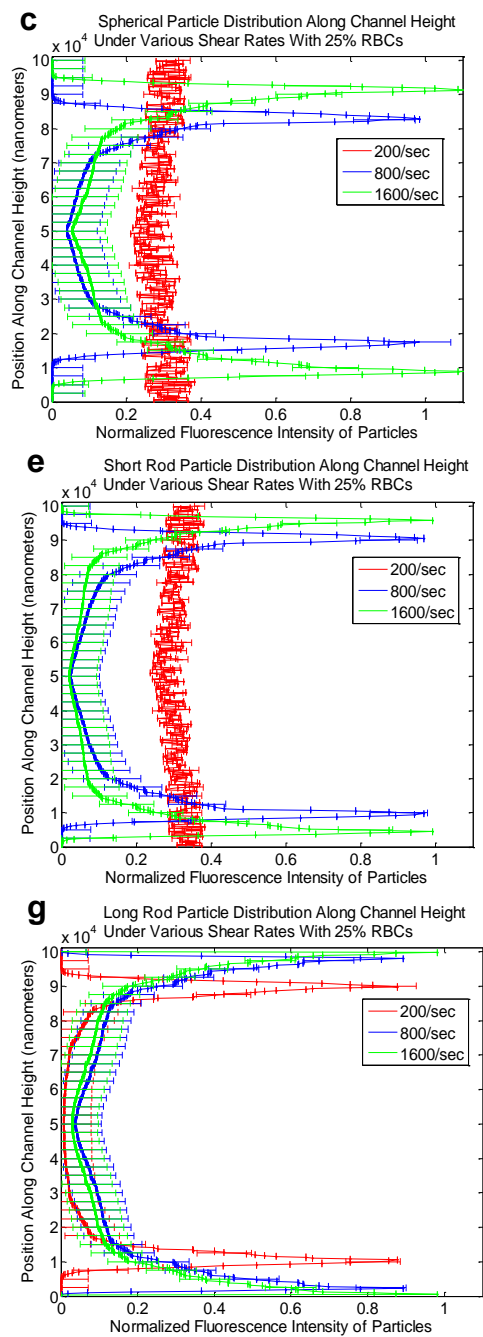 c
Spherical Particle Distribution Along Channel Height
Under Various Shear Rates With 25% RBCs
x 10⁴
Position Along Channel Height (nanometers)
10
9
8
7
6
5
4
3
2
1
0
200/sec
800/sec
1600/sec
0 0.2 0.4 0.6 0.8 1
Normalized Fluorescence Intensity of Particles
e
Short Rod Particle Distribution Along Channel Height
Under Various Shear Rates With 25% RBCs
x 10⁴
Position Along Channel Height (nanometers)
10
9
8
7
6
5
4
3
2
1
0
200/sec
800/sec
1600/sec
0 0.2 0.4 0.6 0.8 1
Normalized Fluorescence Intensity of Particles
g
Long Rod Particle Distribution Along Channel Height
Under Various Shear Rates With 25% RBCs
x 10⁴
Position Along Channel Height (nanometers)
10
9
8
7
6
5
4
3
2
1
0
200/sec
800/sec
1600/sec
0 0.2 0.4 0.6 0.8 1
Normalized Fluorescence Intensity of Particles